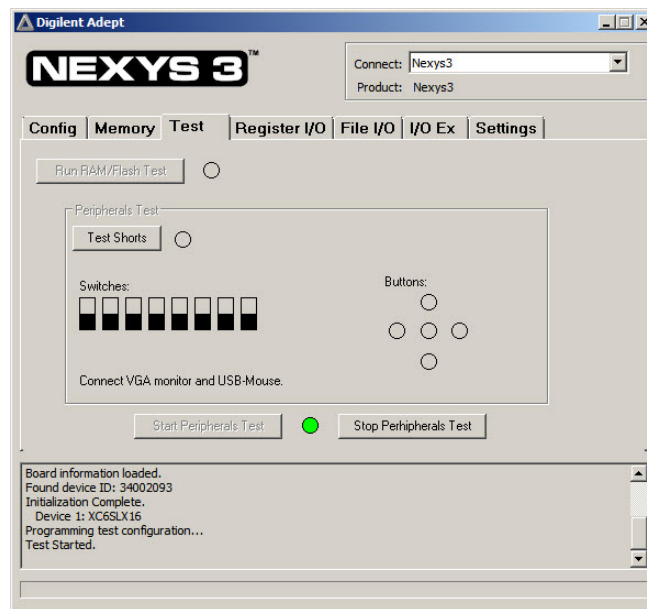 Digilent Adept
NEXYS 3™
Connect: Nexys3
Product: Nexys3
Config Memory Test Register I/O File I/O I/O Ex Settings
Run RAM/Flash Test
Peripherals Test
Test Shorts
Switches:
Buttons:
Connect VGA monitor and USB-Mouse.
Start Peripherals Test Stop Perhipherals Test
Board information loaded.
Found device ID: 34002093
Initialization Complete.
Device 1: XC6SLX16
Programming test configuration...
Test Started.